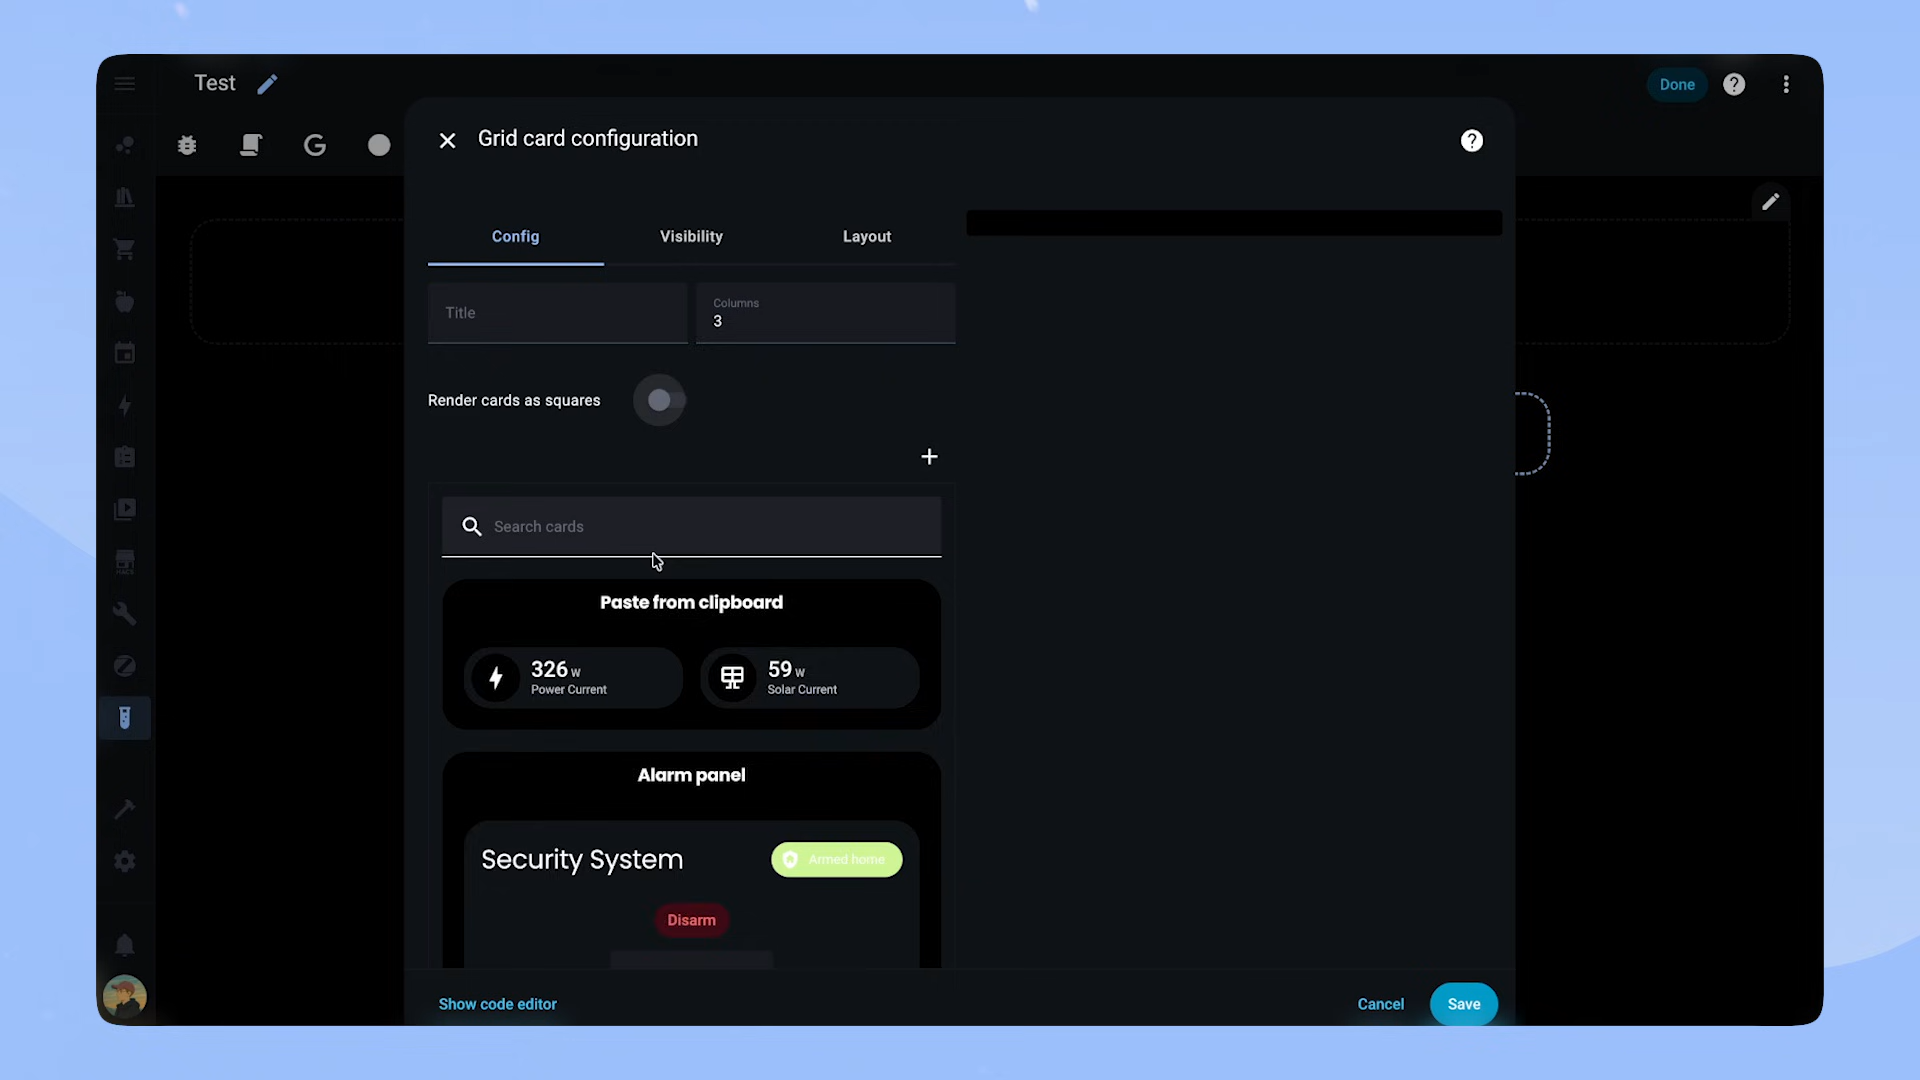 Test
Done
Grid card configuration
Config
Visibility
Layout
Title
Columns
3
Render cards as squares
Search cards
Paste from clipboard
326 W
Power Current
59 W
Solar Current
Alarm panel
Security System
Armed home
Disarm
Show code editor
Cancel
Save